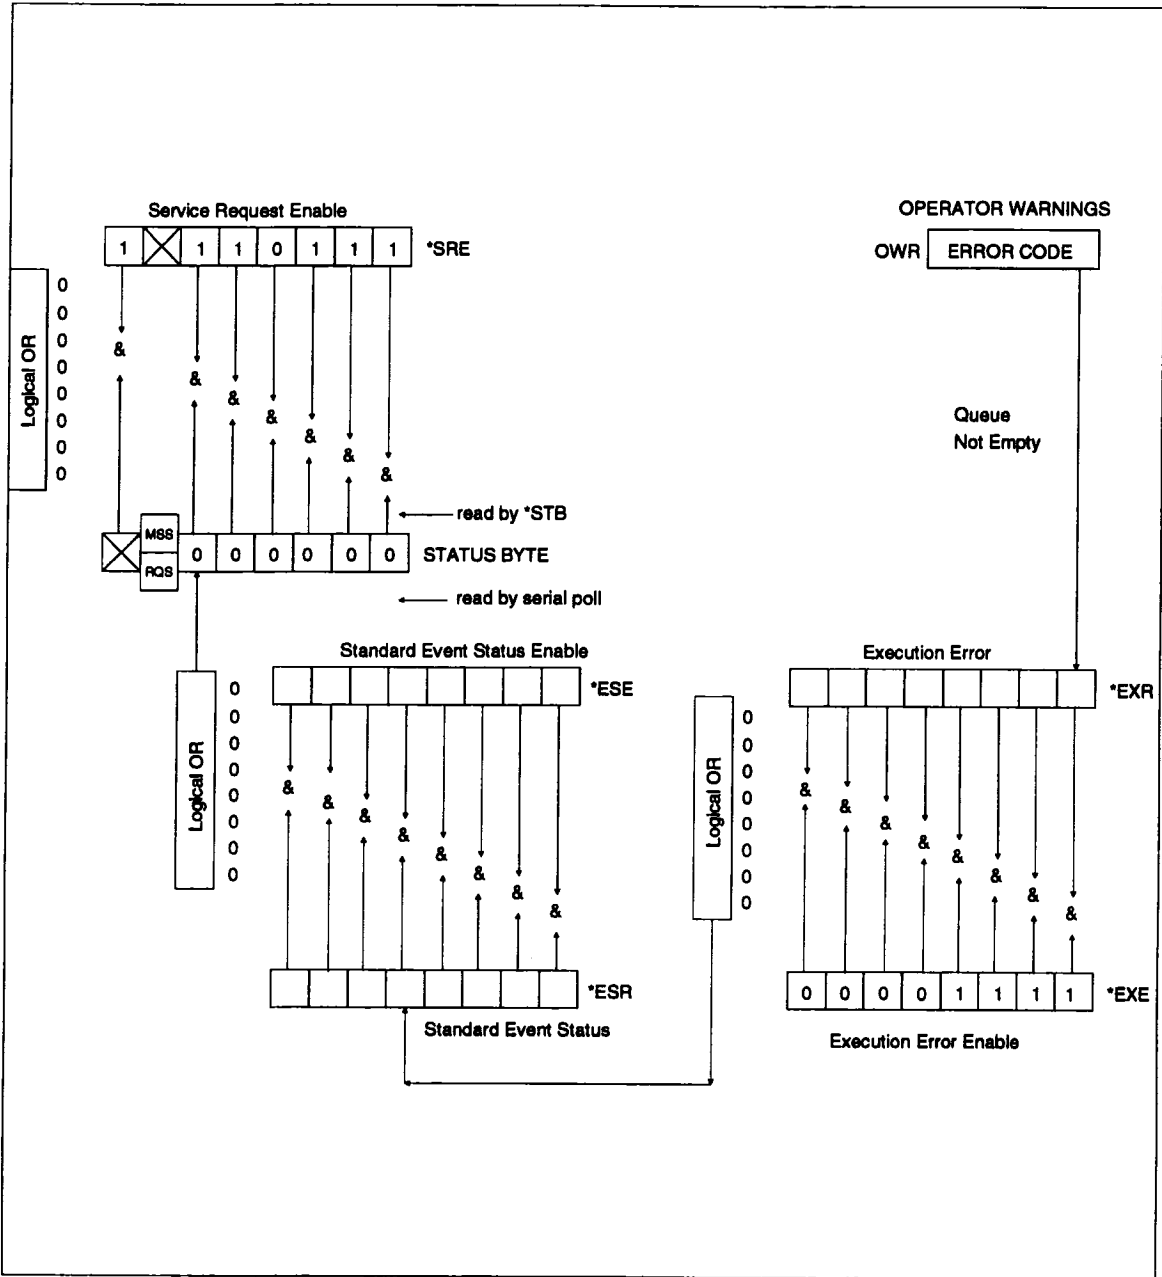 Service Request Enable
1 1 1 0 1 1 1 *SRE
OPERATOR WARNINGS
OWR ERROR CODE
Logical OR
0
0
0
0
0
0
0
0
& & & & & & &
Queue
Not Empty
read by *STB
MSS
RQS
0 0 0 0 0 0 STATUS BYTE
read by serial poll
Standard Event Status Enable
*ESE
Logical OR
0
0
0
0
0
0
0
0
& & & & & & & &
*ESR
Standard Event Status
Execution Error
*EXR
Logical OR
0
0
0
0
0
0
0
0
& & & & & & & &
0 0 0 0 1 1 1 1 *EXE
Execution Error Enable